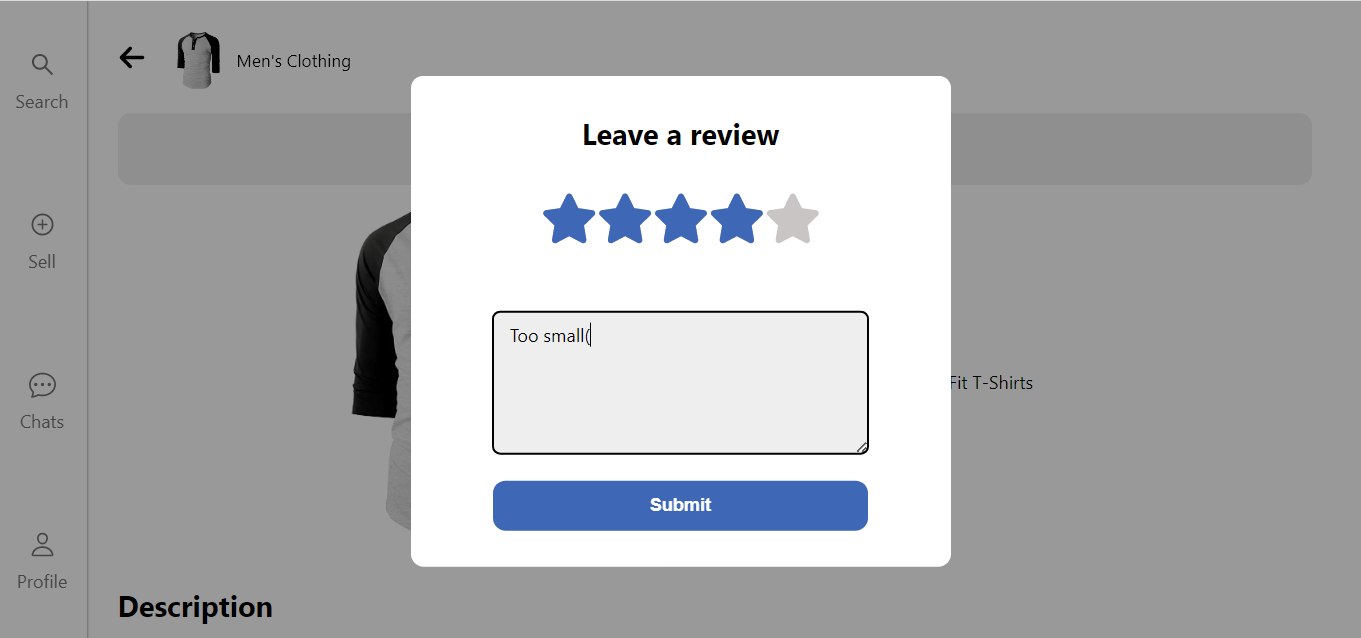 Search
Sell
Chats
Profile
Men's Clothing
Leave a review
Too small(
Submit
Fit T-Shirts
Description